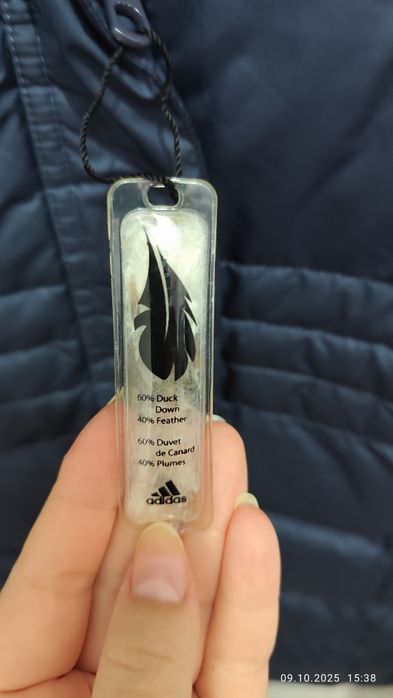 60% Duck
Down
40% Feather
60% Duvet
de Canard
40% Plumes
adidas
09.10.2025 15:38